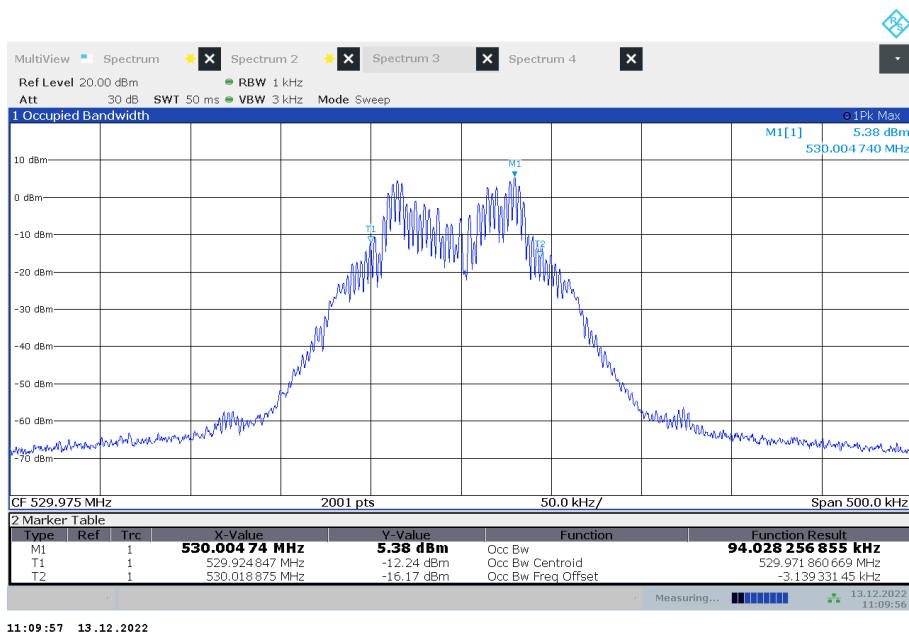 R&S
MultiView Spectrum Spectrum 2 Spectrum 3 Spectrum 4
Ref Level 20.00 dBm RBW 1 kHz
Att 30 dB SWT 50 ms VBW 3 kHz Mode Sweep
1 Occupied Bandwidth 1Pk Max
M1[1] 5.38 dBm
530.004 740 MHz
10 dBm
M1
0 dBm
T1
-10 dBm
T2
-20 dBm
-30 dBm
-40 dBm
-50 dBm
-60 dBm
-70 dBm
CF 529.975 MHz 2001 pts 50.0 kHz/ Span 500.0 kHz
2 Marker Table
Type Ref Trc X-Value Y-Value Function Function Result
M1 1 530.004 74 MHz 5.38 dBm Occ Bw 94.028 256 855 kHz
T1 1 529.924 847 MHz -12.24 dBm Occ Bw Centroid 529.971 860 669 MHz
T2 1 530.018 875 MHz -16.17 dBm Occ Bw Freq Offset -3.139 331 45 kHz
Measuring... 13.12.2022
11:09:56
11:09:57 13.12.2022